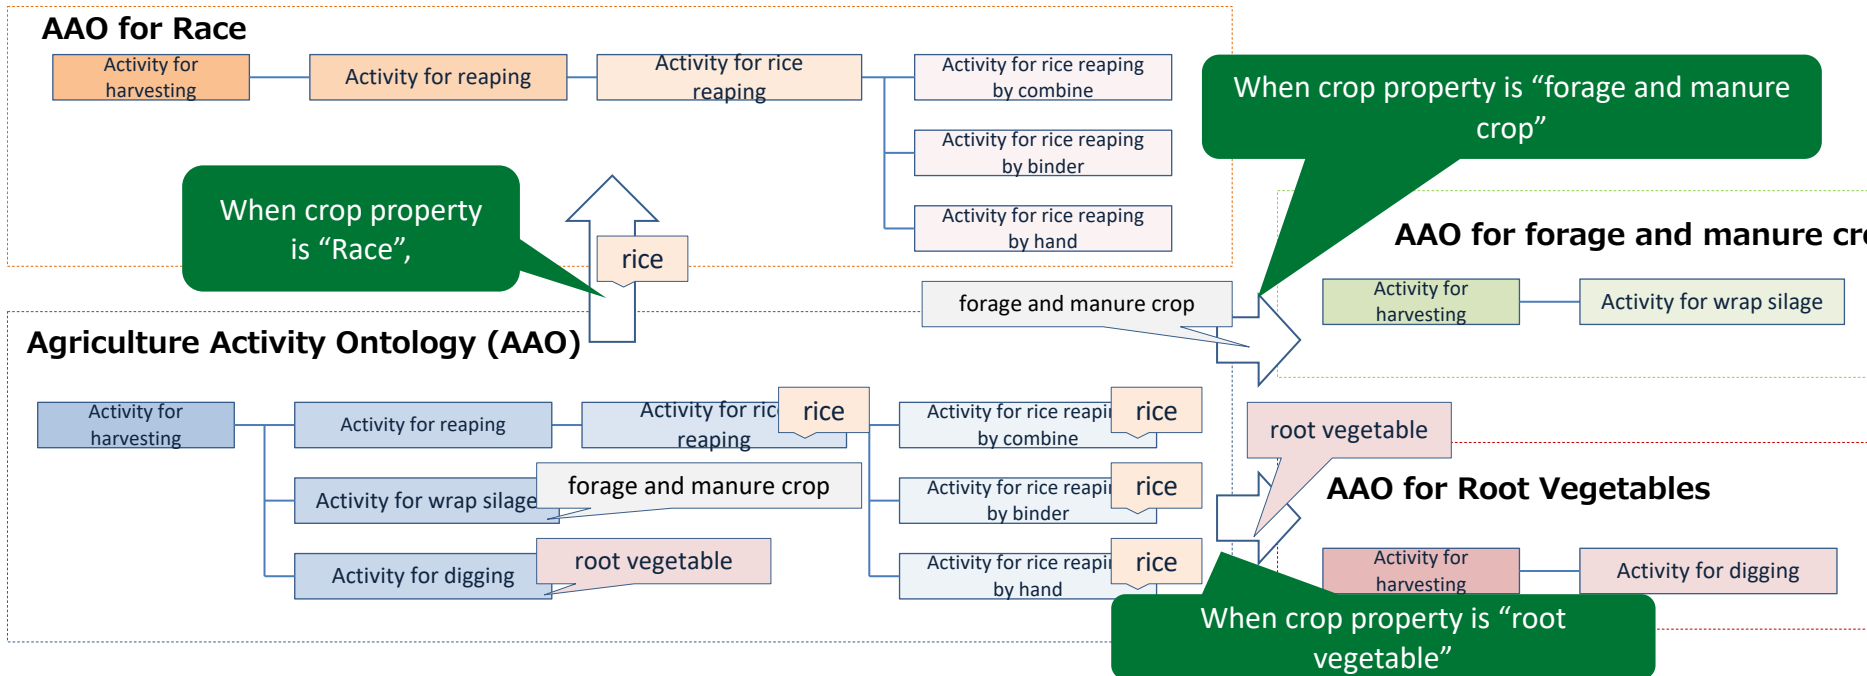 AAO for Race
Activity for
harvesting
Activity for reaping
Activity for rice
reaping
Activity for rice reaping
by combine
Activity for rice reaping
by binder
Activity for rice reaping
by hand
When crop property is “forage and manure
crop”
When crop property
is “Race”,
rice
AAO for forage and manure cr
forage and manure crop
Activity for
harvesting
Activity for wrap silage
Agriculture Activity Ontology (AAO)
Activity for
harvesting
Activity for reaping
Activity for ric
reaping
rice
Activity for rice reapi
by combine
rice
Activity for wrap silage
forage and manure crop
Activity for rice reapi
by binder
rice
Activity for digging
root vegetable
Activity for rice reapi
by hand
rice
root vegetable
AAO for Root Vegetables
Activity for
harvesting
Activity for digging
When crop property is “root
vegetable”